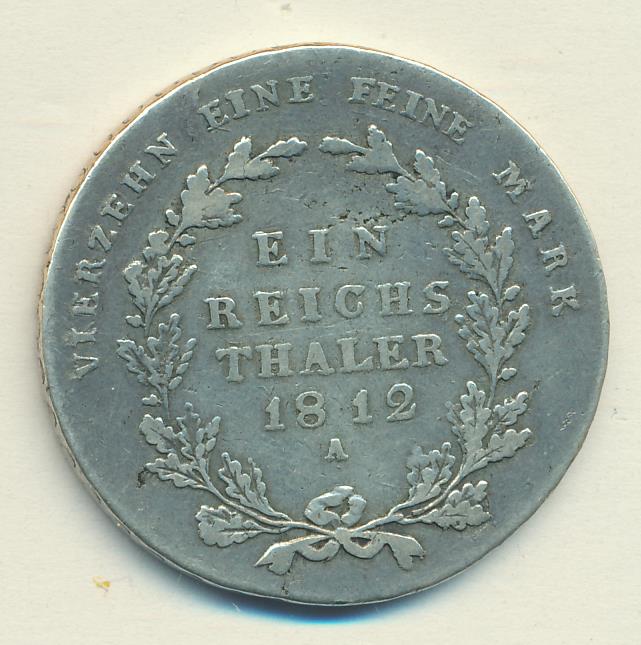 VIERZEHN EINE FEINE MARK
EIN
REICHS
THALER
1812
A